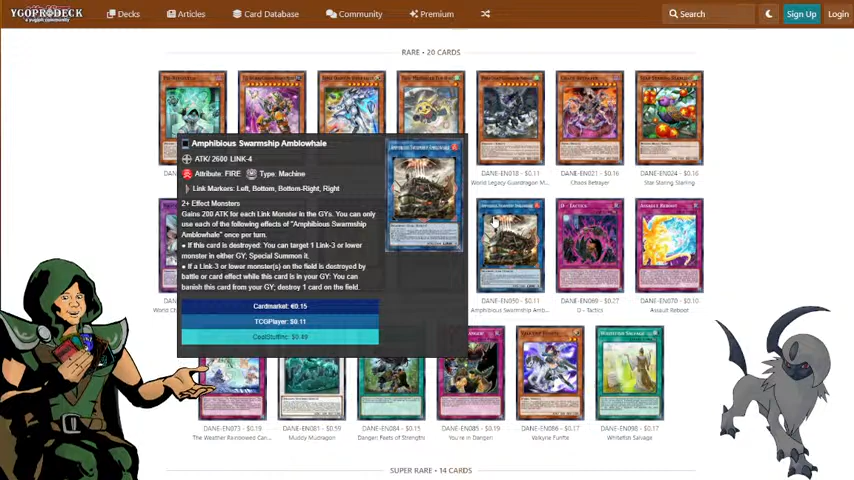 YGOPRODECK
Decks
Articles
Card Database
Community
Premium
Search
Sign Up
Login
RARE - 20 CARDS
Amphibious Swarmship Amblowhale
ATK/ 2600 LINK-4
Attribute: FIRE
Type: Machine
Link Markers: Left, Bottom, Bottom-Right, Right
2+ Effect Monsters
Gains 200 ATK for each Link Monster in the GYs. You can only
use each of the following effects of "Amphibious Swarmship
Amblowhale" once per turn.
● If this card is destroyed: You can target 1 Link-3 or lower
monster in either GY; Special Summon it.
● If a Link-3 or lower monster(s) on the field is destroyed by
battle or card effect while this card is in your GY: You can
banish this card from your GY; destroy 1 card on the field.
Cardmarket: €0.15
TCGPlayer: $0.11
DANE-EN018 - $0.11
World Legacy Guardragon M...
DANE-EN021 - $0.16
Chaos Betrayer
DANE-EN024 - $0.16
Star Staring Starling
DANE-EN050 - $0.11
Amphibious Swarmship Amb...
DANE-EN069 - $0.27
D - Tactics
DANE-EN070 - $0.10
Assault Reboot
DANE-EN073 - $0.19
The Weather Rainbowed Can...
DANE-EN081 - $0.59
Muddy Mudragon
DANE-EN084 - $0.15
Danger! Feets of Strength!
DANE-EN085 - $0.19
You're in Danger!
DANE-EN086 - $0.17
Valkyrie Funfte
DANE-EN098 - $0.17
Whitefish Salvage
SUPER RARE - 14 CARDS